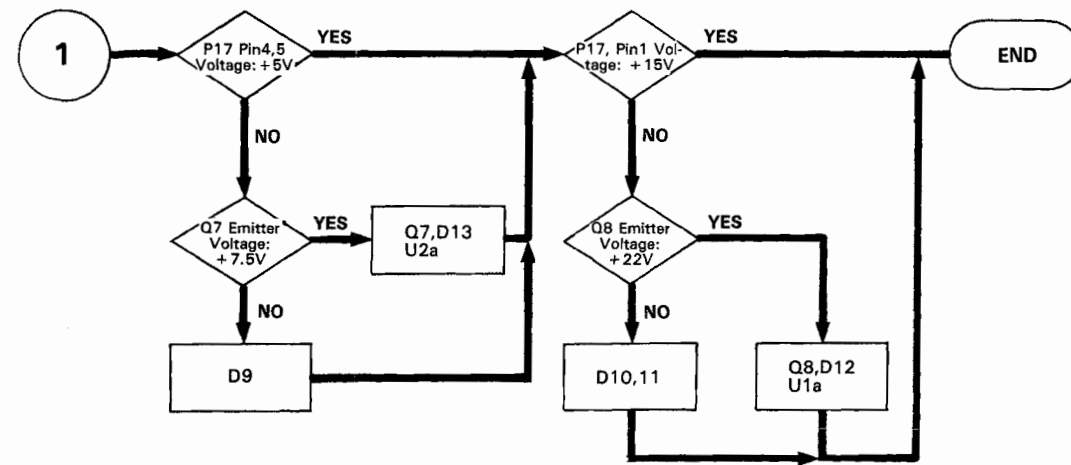 1
P17 Pin4,5
Voltage: +5V
YES
NO
Q7 Emitter
Voltage:
+7.5V
YES
Q7,D13
U2a
NO
D9
P17, Pin1 Vol-
tage: +15V
YES
END
NO
Q8 Emitter
Voltage:
+22V
YES
NO
D10,11
Q8,D12
U1a